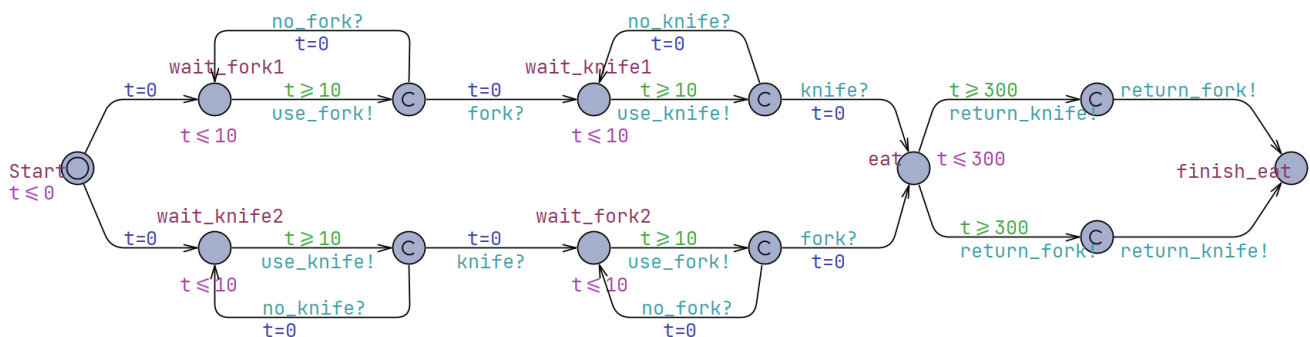 no_fork?
t=0
no_knife?
t=0
wait_fork1
wait_knife1
t=0
t⩾10
use_fork!
C
t=0
fork?
t⩾10
use_knife!
C
knife?
t=0
t⩾300
return_knife!
C
return_fork!
t⩽10
t⩽10
Start
t⩽0
eat
t⩽300
finish_eat
wait_knife2
wait_fork2
t=0
t⩾10
use_knife!
C
t=0
knife?
t⩾10
use_fork!
C
fork?
t=0
t⩾300
return_fork!
C
return_knife!
t⩽10
t⩽10
no_knife?
t=0
no_fork?
t=0